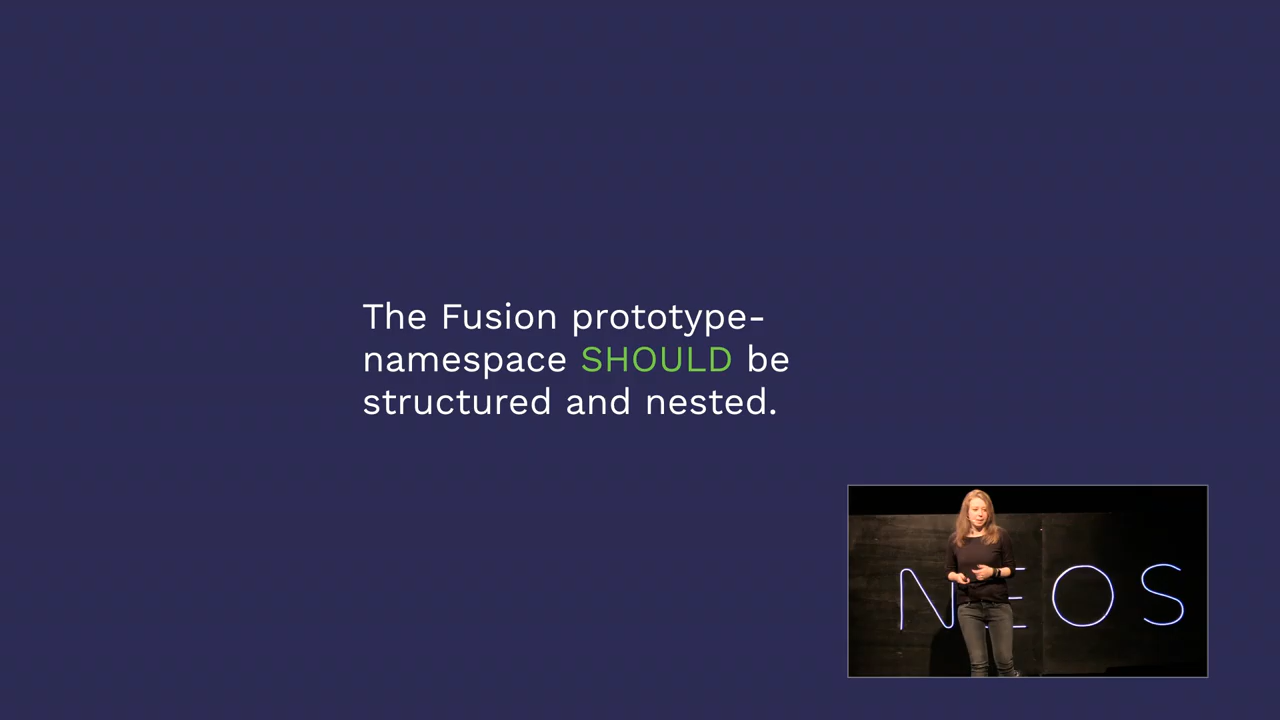 The Fusion prototype-
namespace SHOULD be
structured and nested.
NEOS